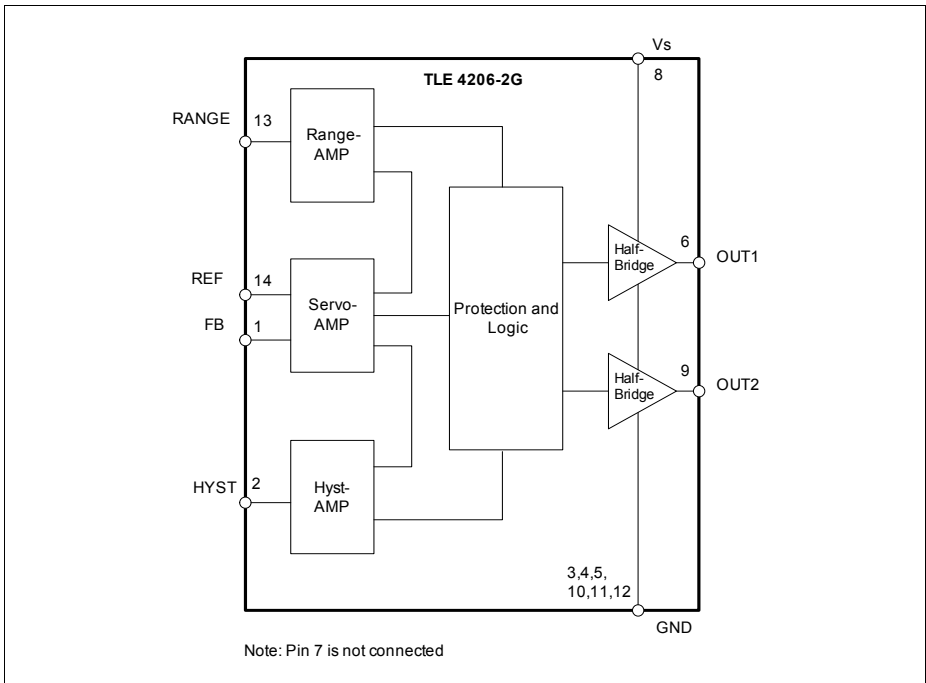 Vs
8
TLE 4206-2G
RANGE
13
Range-
AMP
REF
14
FB
1
Servo-
AMP
Protection and
Logic
Half-
Bridge
6
OUT1
Half-
Bridge
9
OUT2
HYST
2
Hyst-
AMP
3,4,5,
10,11,12
GND
Note: Pin 7 is not connected